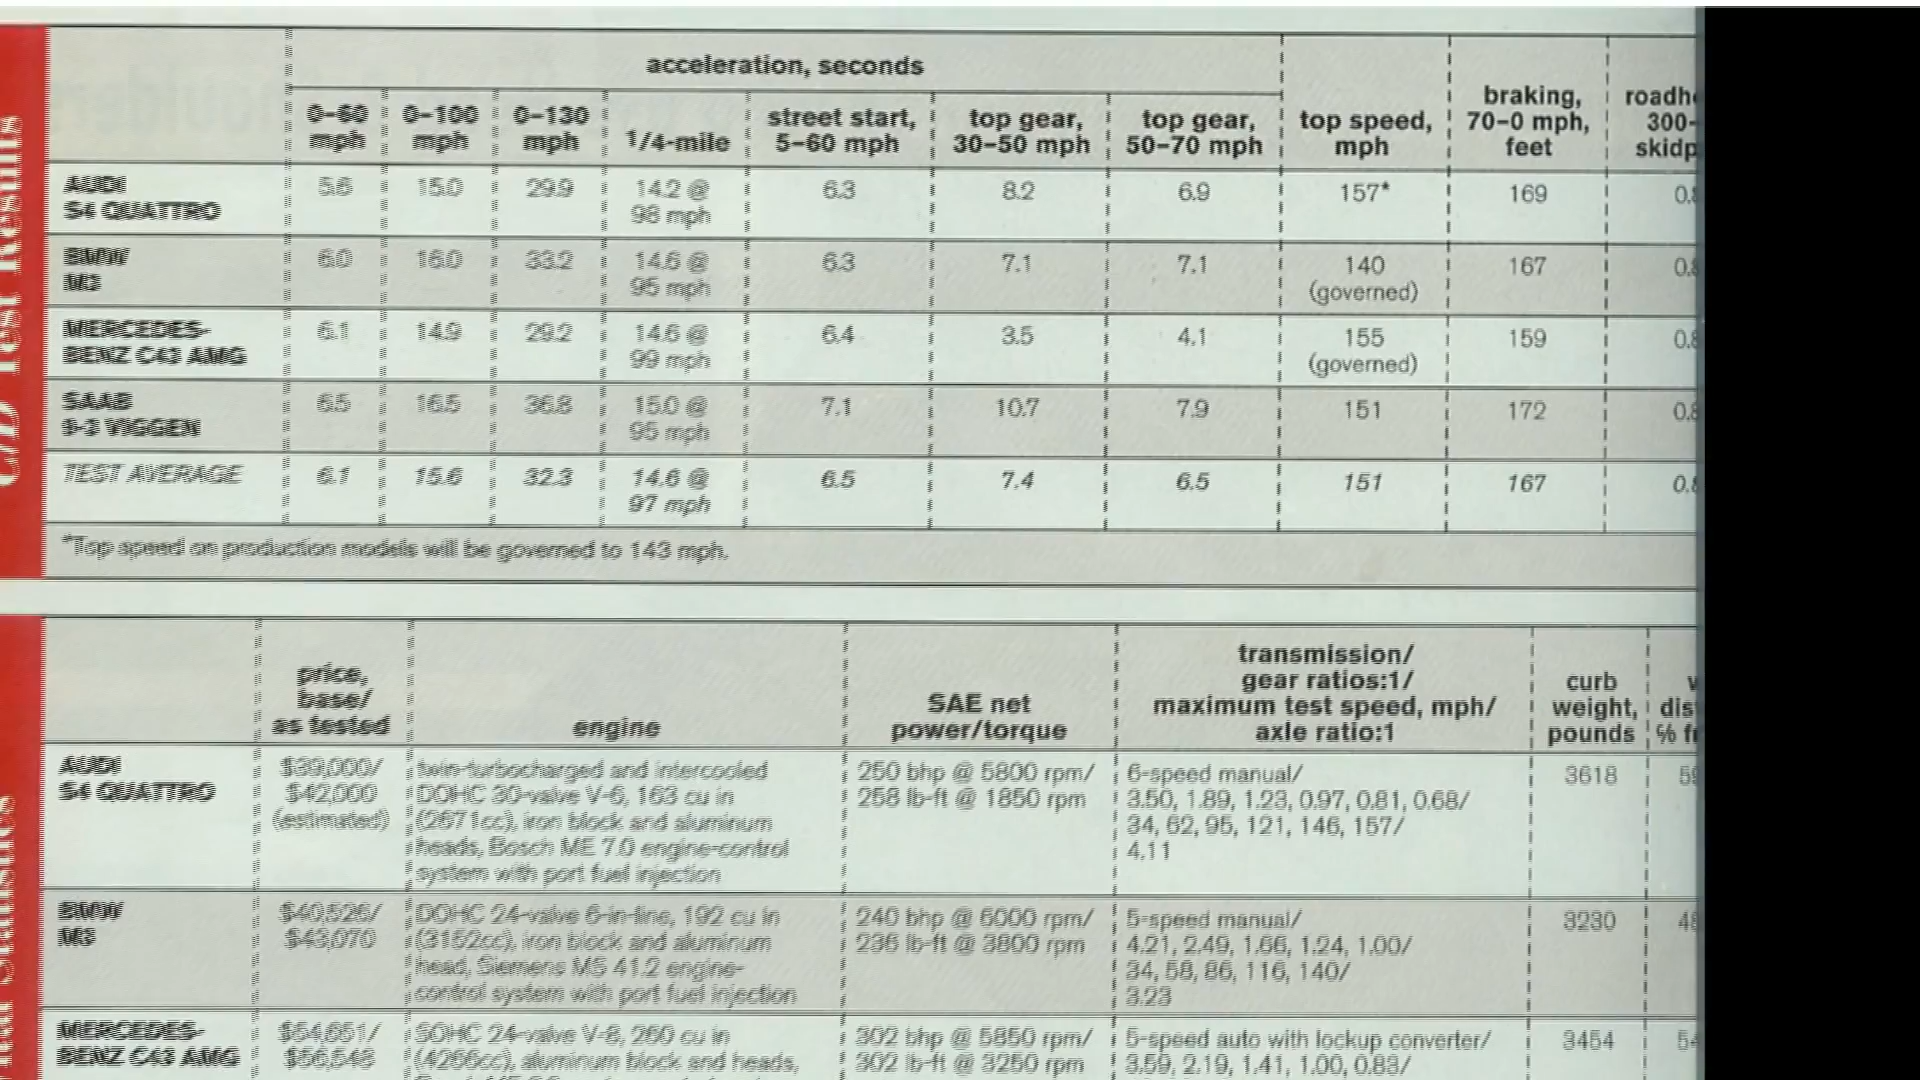 acceleration, seconds
0–60 mph 0–100 mph 0–130 mph 1/4-mile street start, 5–60 mph top gear, 30–50 mph top gear, 50–70 mph top speed, mph braking, 70–0 mph, feet
300-
C/D Test Results
AUDI S4 QUATTRO 5.6 15.0 29.9 14.2 @ 98 mph 6.3 8.2 6.9 157* 169
BMW M3 6.0 16.0 33.2 14.6 @ 95 mph 6.3 7.1 7.1 140 (governed) 167
MERCEDES-BENZ C43 AMG 6.1 14.9 29.2 14.6 @ 99 mph 6.4 3.5 4.1 155 (governed) 159
SAAB 9-3 VIGGEN 6.5 16.5 36.8 15.0 @ 95 mph 7.1 10.7 7.9 151 172
TEST AVERAGE 6.1 15.6 32.3 14.6 @ 97 mph 6.5 7.4 6.5 151 167
*Top speed on production models will be governed to 143 mph.
price, base/ as tested engine SAE net power/torque transmission/ gear ratios:1/ maximum test speed, mph/ axle ratio:1 curb weight, pounds
AUDI $39,000/ twin-turbocharged and intercooled 250 bhp @ 5800 rpm/ 6-speed manual/ 3618
S4 QUATTRO $42,000 DOHC 30-valve V-6, 163 cu in 258 lb-ft @ 1850 rpm 3.50, 1.89, 1.23, 0.97, 0.81, 0.68/
(estimated) (2671cc), iron block and aluminum 34, 62, 95, 121, 146, 157/
heads, Bosch ME 7.0 engine-control 4.11
system with port fuel injection
BMW $40,526/ DOHC 24-valve 6-in-line, 192 cu in 240 bhp @ 6000 rpm/ 5-speed manual/ 3230
M3 $43,070 (3152cc), iron block and aluminum 236 lb-ft @ 3800 rpm 4.21, 2.49, 1.66, 1.24, 1.00/
head, Siemens MS 41.2 engine- 34, 58, 86, 116, 140/
control system with port fuel injection 3.23
MERCEDES- $54,651/ SOHC 24-valve V-8, 260 cu in 302 bhp @ 5850 rpm/ 5-speed auto with lockup converter/ 3454
BENZ C43 AMG $56,548 (4266cc), aluminum block and heads, 302 lb-ft @ 3250 rpm 3.59, 2.19, 1.41, 1.00, 0.83/